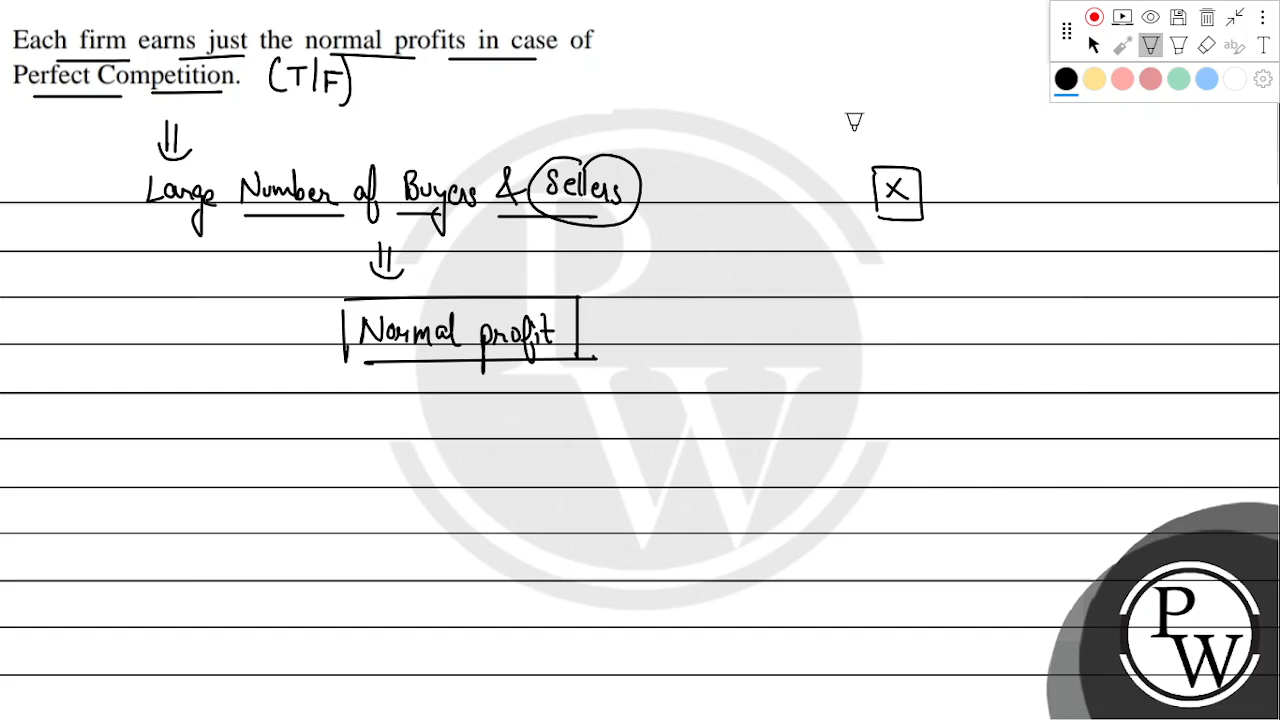 Each firm earns just the normal profits in case of
Perfect Competition. (T/F)
Large Number of Buyers & Sellers
X
Normal profit
PW
PW